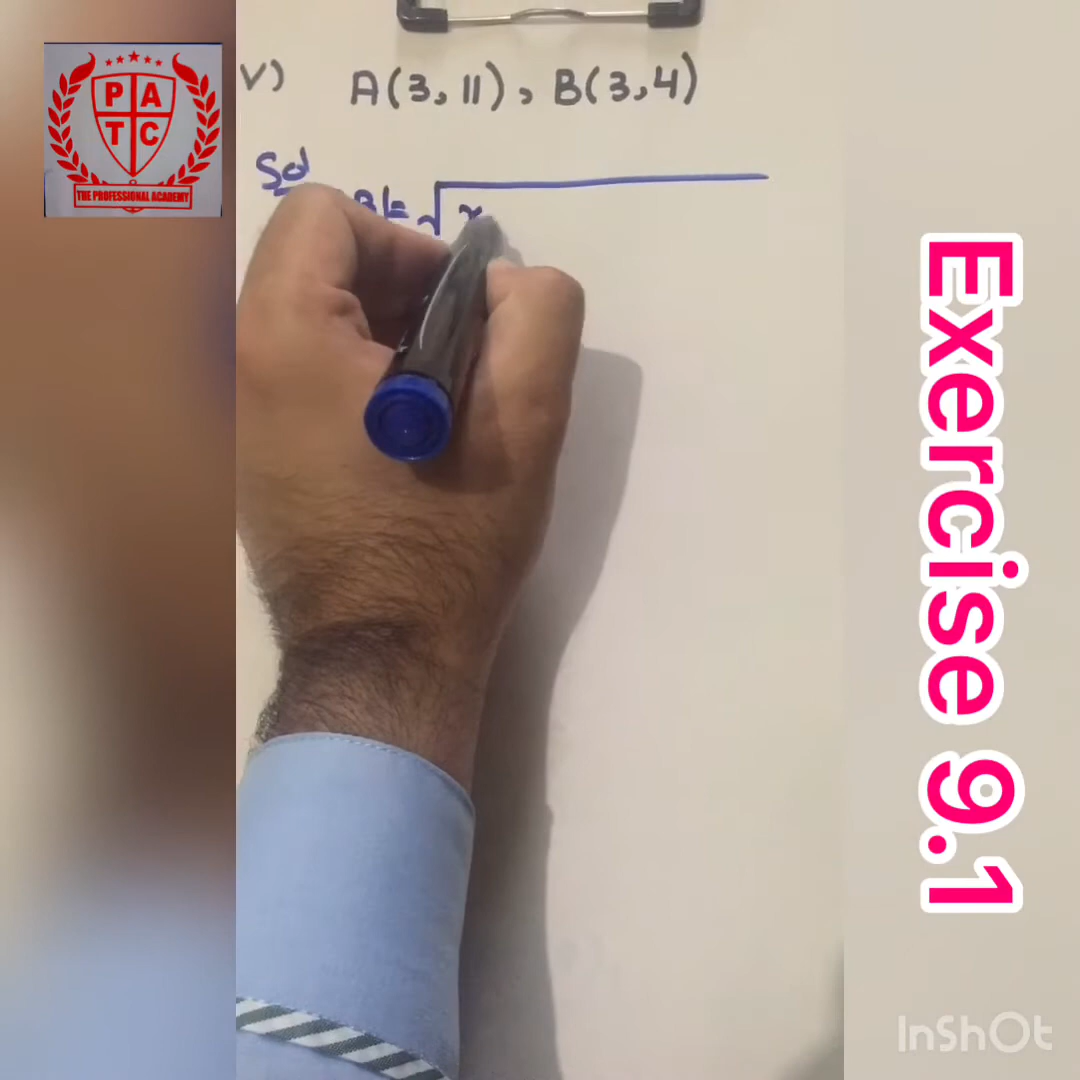 P A
T C
THE PROFESSIONAL ACADEMY
V) A(3, 11), B(3, 4)
Sol
B| = √x
Exercise 9.1
InShOt